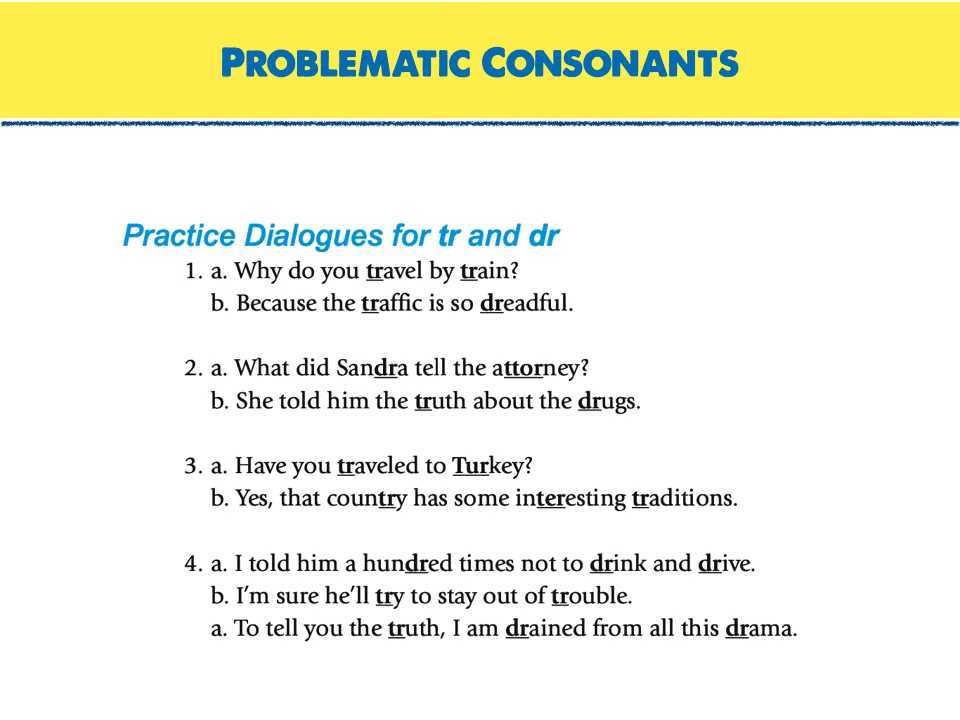 PROBLEMATIC CONSONANTS
Practice Dialogues for tr and dr
1. a. Why do you travel by train?
b. Because the traffic is so dreadful.
2. a. What did Sandra tell the attorney?
b. She told him the truth about the drugs.
3. a. Have you traveled to Turkey?
b. Yes, that country has some interesting traditions.
4. a. I told him a hundred times not to drink and drive.
b. I'm sure he'll try to stay out of trouble.
a. To tell you the truth, I am drained from all this drama.